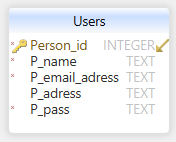 Users
Person_id INTEGER
P_name TEXT
P_email_adress TEXT
P_adress TEXT
P_pass TEXT